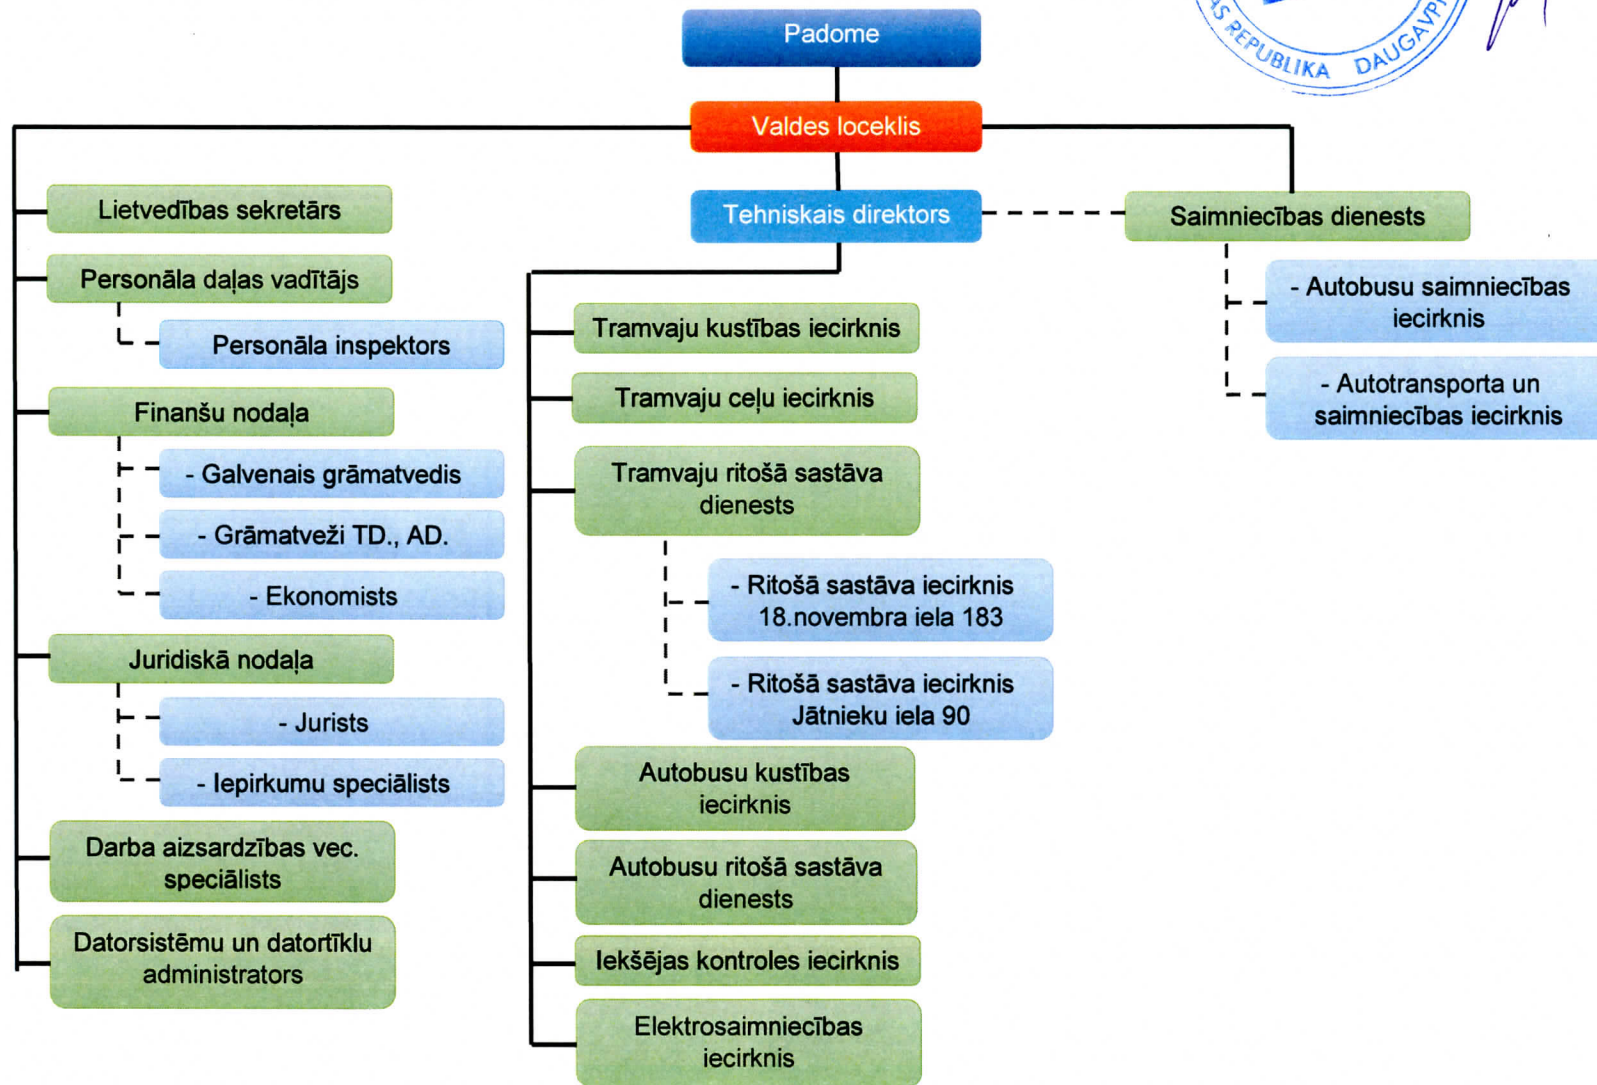 Padome
AS REPUBLIKA DAUGAVPI
Valdes loceklis
Lietvedības sekretārs
Tehniskais direktors
Saimniecības dienests
Personāla daļas vadītājs
Personāla inspektors
Finanšu nodaļa
- Galvenais grāmatvedis
- Grāmatveži TD., AD.
- Ekonomists
Juridiskā nodaļa
- Jurists
- Iepirkumu speciālists
Darba aizsardzības vec.
speciālists
Datorsistēmu un datortīklu
administrators
Tramvaju kustības iecirknis
Tramvaju ceļu iecirknis
Tramvaju ritošā sastāva
dienests
- Ritošā sastāva iecirknis
18.novembra iela 183
- Ritošā sastāva iecirknis
Jātnieku iela 90
Autobusu kustības
iecirknis
Autobusu ritošā sastāva
dienests
Iekšējas kontroles iecirknis
Elektrosaimniecības
iecirknis
- Autobusu saimniecības
iecirknis
- Autotransporta un
saimniecības iecirknis